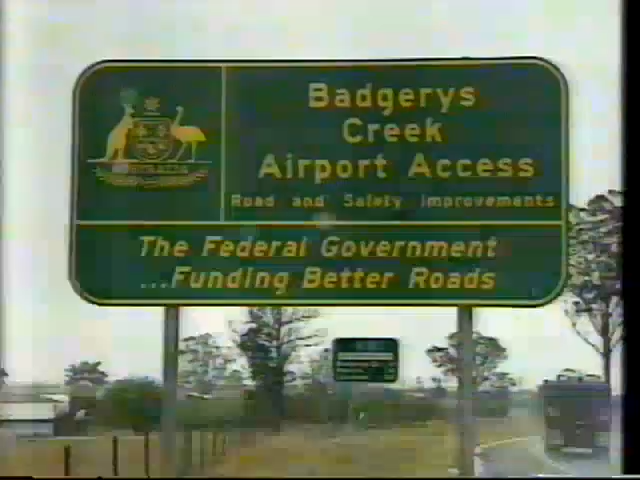 Badgerys
Creek
Airport Access
Road and Safety Improvements
The Federal Government
...Funding Better Roads